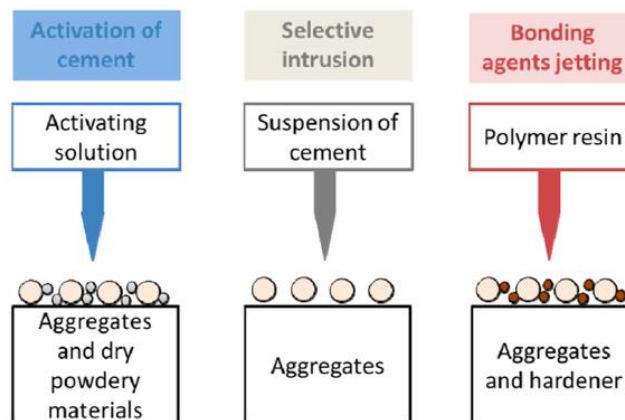 Activation of
cement
Selective
intrusion
Bonding
agents jetting
Activating
solution
Suspension of
cement
Polymer resin
Aggregates
and dry
powdery
materials
Aggregates
Aggregates
and hardener